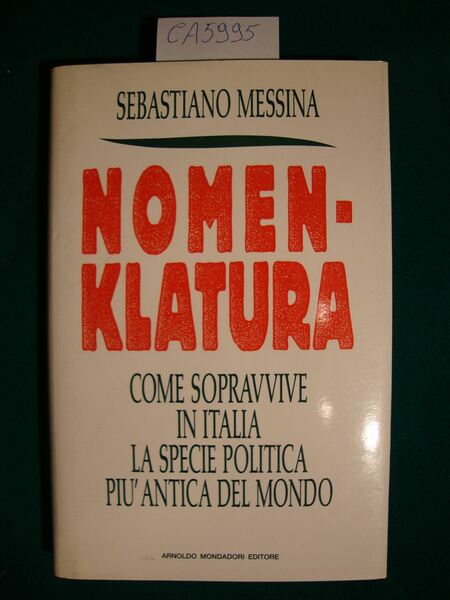 CA5995
SEBASTIANO MESSINA
NOMEN-
KLATURA
COME SOPRAVVIVE
IN ITALIA
LA SPECIE POLITICA
PIU' ANTICA DEL MONDO
ARNOLDO MONDADORI EDITORE